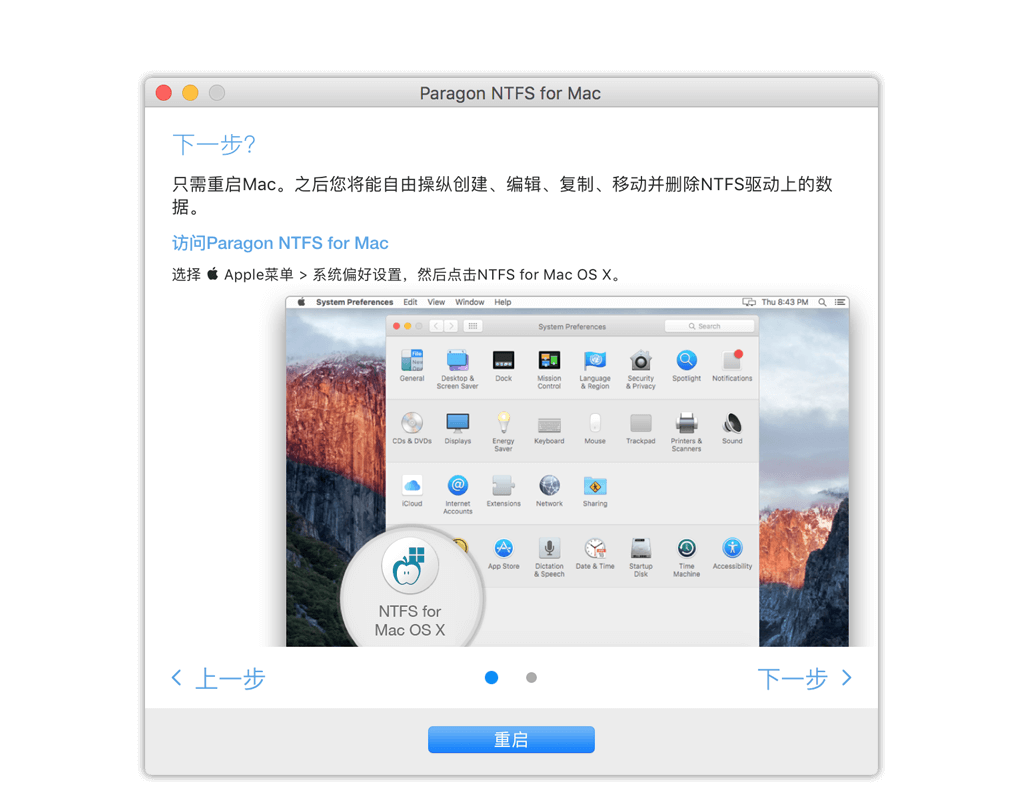 Paragon NTFS for Mac
下一步?
只需重启Mac。之后您将能自由操纵创建、编辑、复制、移动并删除NTFS驱动上的数
据。
访问Paragon NTFS for Mac
选择 Apple菜单 > 系统偏好设置，然后点击NTFS for Mac OS X。
System Preferences Edit View Window Help Thu 8:43 PM
System Preferences Search
General Desktop & Screen Saver Dock Mission Control Language & Region Security & Privacy Spotlight Notifications
CDs & DVDs Displays Energy Saver Keyboard Mouse Trackpad Printers & Scanners Sound
iCloud Internet Accounts Extensions Network Sharing
App Store Dictation & Speech Date & Time Startup Disk Time Machine Accessibility
NTFS for
Mac OS X
上一步 下一步
重启